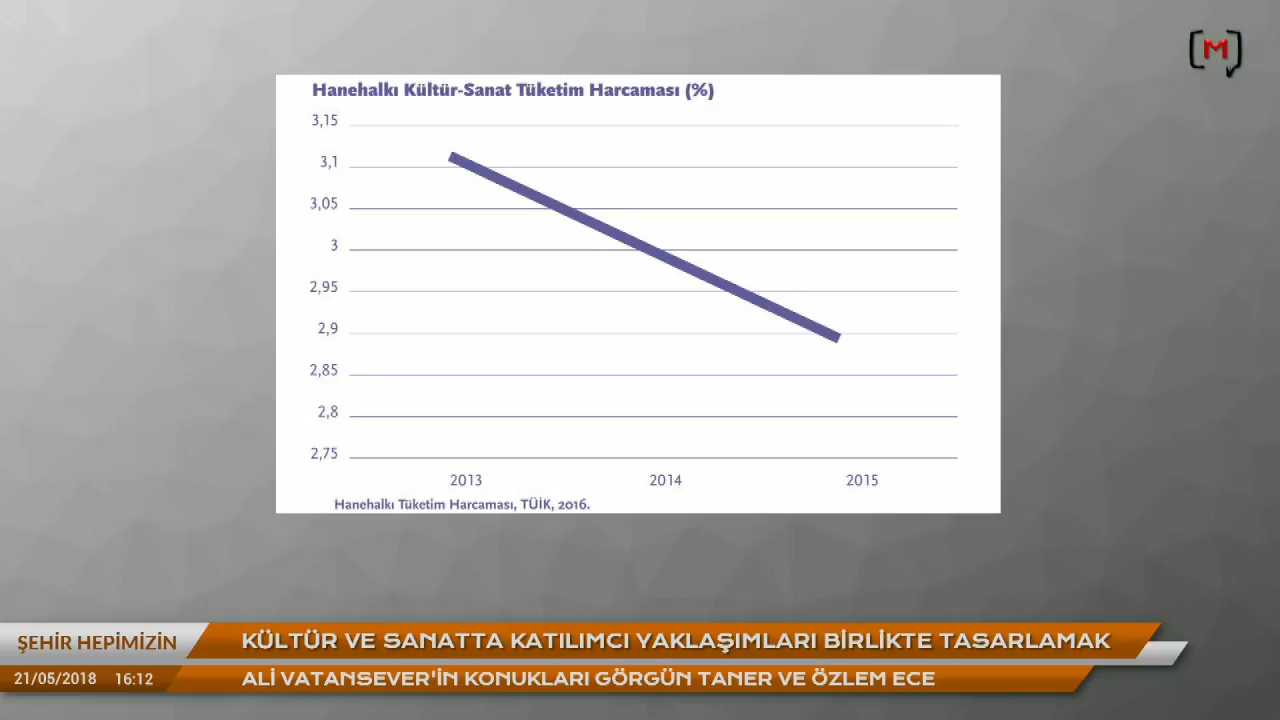 [M]
Hanehalkı Kültür-Sanat Tüketim Harcaması (%)
3,15
3,1
3,05
3
2,95
2,9
2,85
2,8
2,75
2013 2014 2015
Hanehalkı Tüketim Harcaması, TÜİK, 2016.
ŞEHİR HEPİMİZİN
KÜLTÜR VE SANATTA KATILIMCI YAKLAŞIMLARI BİRLİKTE TASARLAMAK
21/05/2018 16:12
ALİ VATANSEVER'İN KONUKLARI GÖRGÜN TANER VE ÖZLEM ECE